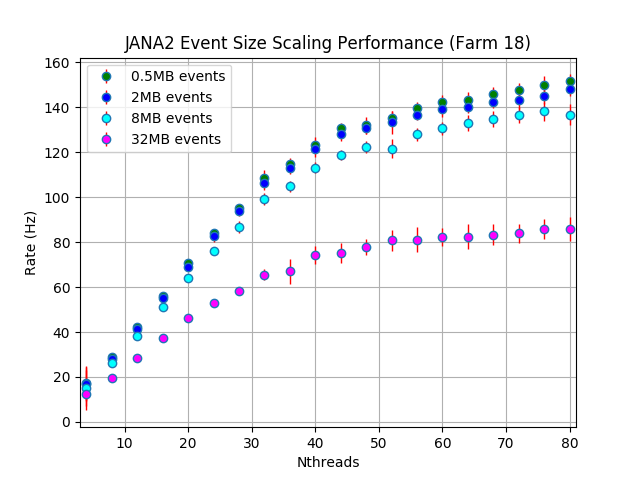 JANA2 Event Size Scaling Performance (Farm 18)
0.5MB events
2MB events
8MB events
32MB events
Rate (Hz)
160
140
120
100
80
60
40
20
0
10 20 30 40 50 60 70 80
Nthreads